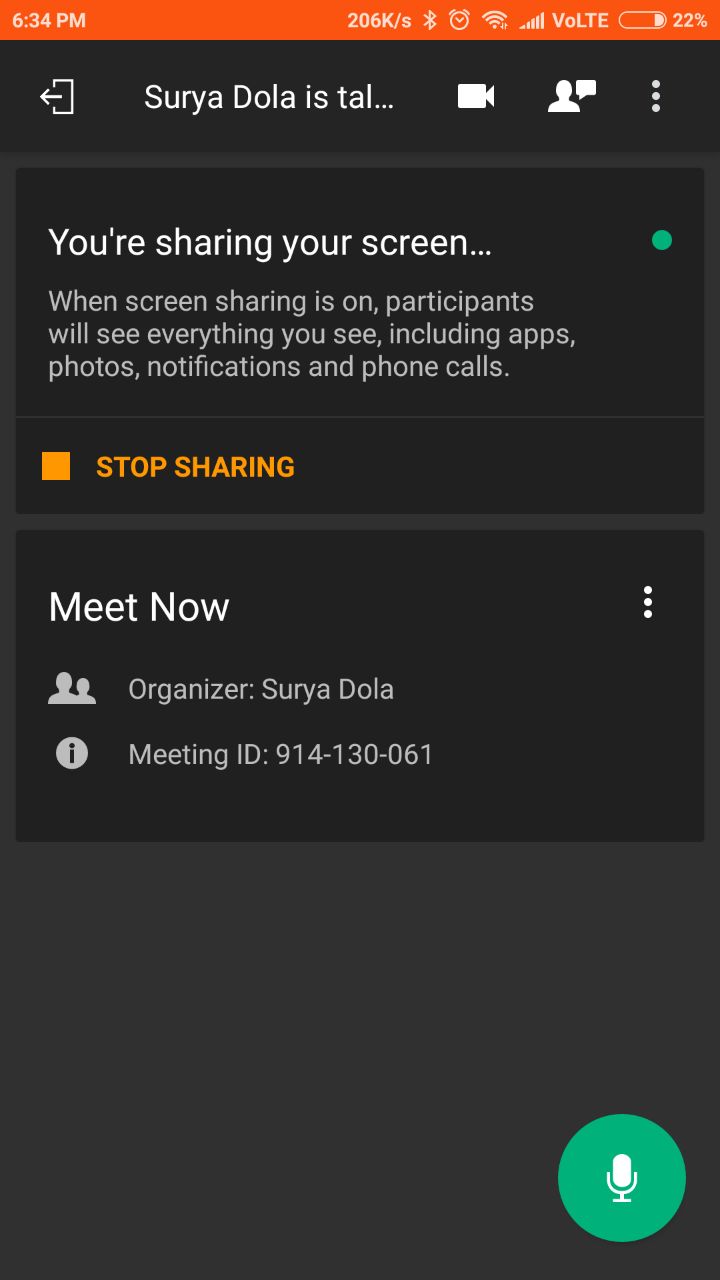 6:34 PM 206K/s VoLTE 22%
Surya Dola is tal...
You're sharing your screen...
When screen sharing is on, participants
will see everything you see, including apps,
photos, notifications and phone calls.
STOP SHARING
Meet Now
Organizer: Surya Dola
Meeting ID: 914-130-061